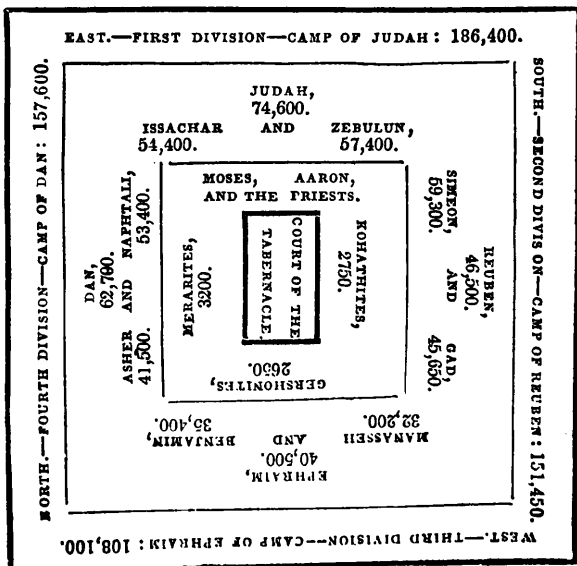 EAST.—FIRST DIVISION—CAMP OF JUDAH: 186,400.
JUDAH,
74,600.
ISSACHAR AND ZEBULUN,
54,400. 57,400.
SOUTH.—SECOND DIVIS ON—CAMP OF REUBEN: 151,450.
REUBEN,
46,500.
SIMEON, AND GAD,
59,300. 45,650.
WEST.—THIRD DIVISION—CAMP OF EPHRAIM: 108,100.
EPHRAIM,
40,500.
MANASSEH AND BENJAMIN,
32,200. 35,400.
NORTH.—FOURTH DIVISION—CAMP OF DAN: 157,600.
DAN,
62,700.
ASHER AND NAPHTALI,
41,500. 53,400.
MOSES, AARON,
AND THE PRIESTS.
KOHATHITES,
2750.
GERSHONITES,
2650.
MERARITES,
3200.
COURT OF THE
TABERNACLE.